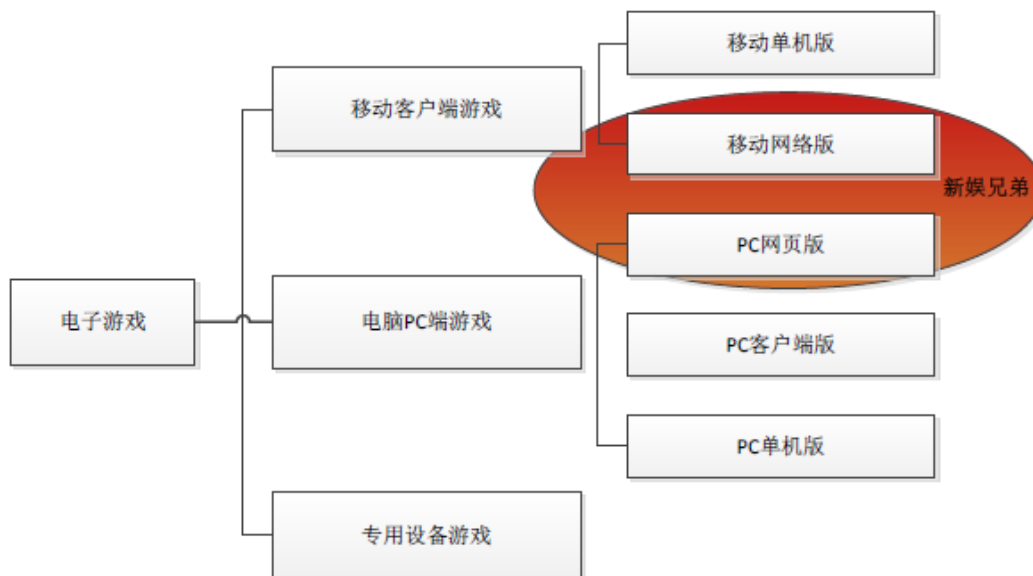 移动单机版
移动客户端游戏
移动网络版
新娱兄弟
PC网页版
电子游戏
电脑PC端游戏
PC客户端版
PC单机版
专用设备游戏